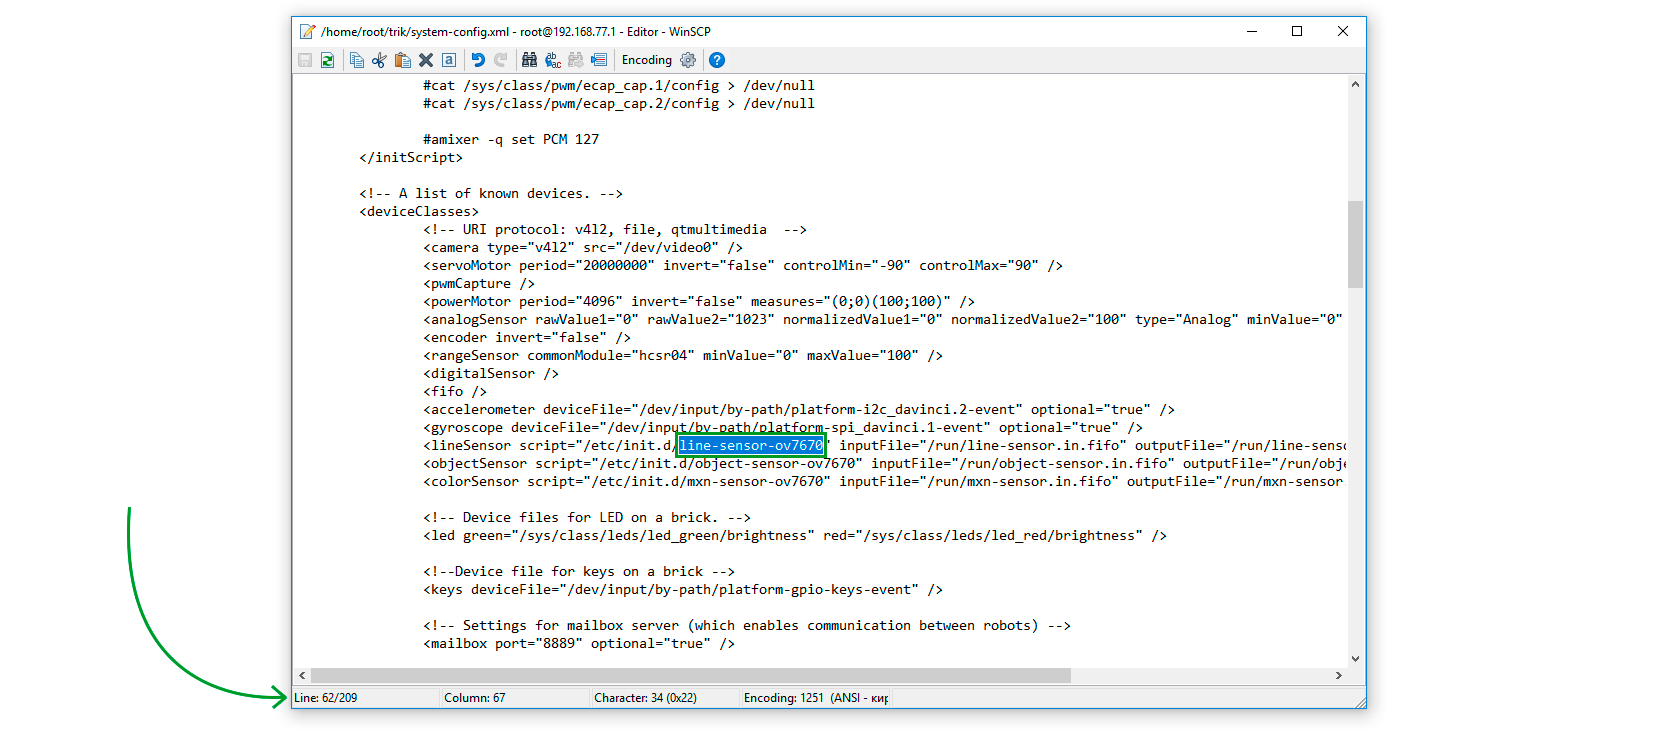 /home/root/trik/system-config.xml - root@192.168.77.1 - Editor - WinSCP
Encoding
#cat /sys/class/pwm/ecap_cap.1/config > /dev/null
#cat /sys/class/pwm/ecap_cap.2/config > /dev/null
#amixer -q set PCM 127
</initScript>
<!-- A list of known devices. -->
<deviceClasses>
<!-- URI protocol: v4l2, file, qtmultimedia  -->
<camera type="v4l2" src="/dev/video0" />
<servoMotor period="20000000" invert="false" controlMin="-90" controlMax="90" />
<pwmCapture />
<powerMotor period="4096" invert="false" measures="(0;0)(100;100)" />
<analogSensor rawValue1="0" rawValue2="1023" normalizedValue1="0" normalizedValue2="100" type="Analog" minValue="0"
<encoder invert="false" />
<rangeSensor commonModule="hcsr04" minValue="0" maxValue="100" />
<digitalSensor />
<fifo />
<accelerometer deviceFile="/dev/input/by-path/platform-i2c_davinci.2-event" optional="true" />
<gyroscope deviceFile="/dev/input/by-path/platform-spi_davinci.1-event" optional="true" />
<lineSensor script="/etc/init.d/line-sensor-ov7670" inputFile="/run/line-sensor.in.fifo" outputFile="/run/line-senso
<objectSensor script="/etc/init.d/object-sensor-ov7670" inputFile="/run/object-sensor.in.fifo" outputFile="/run/obje
<colorSensor script="/etc/init.d/mxn-sensor-ov7670" inputFile="/run/mxn-sensor.in.fifo" outputFile="/run/mxn-sensor.
<!-- Device files for LED on a brick. -->
<led green="/sys/class/leds/led_green/brightness" red="/sys/class/leds/led_red/brightness" />
<!--Device file for keys on a brick -->
<keys deviceFile="/dev/input/by-path/platform-gpio-keys-event" />
<!-- Settings for mailbox server (which enables communication between robots) -->
<mailbox port="8889" optional="true" />
Line: 62/209 Column: 67 Character: 34 (0x22) Encoding: 1251  (ANSI - кир